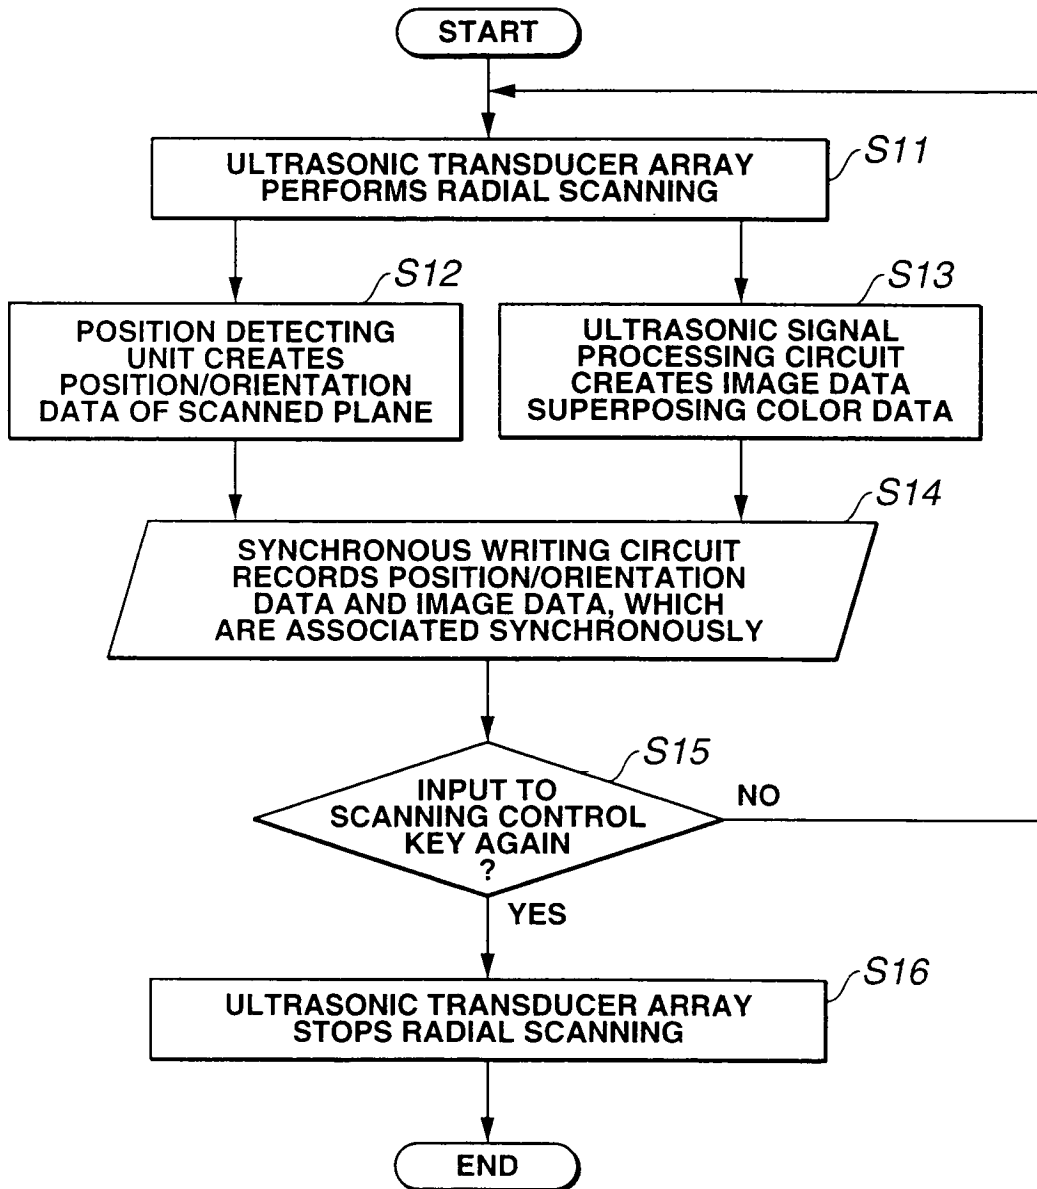 START
S11
ULTRASONIC TRANSDUCER ARRAY
PERFORMS RADIAL SCANNING
S12
POSITION DETECTING
UNIT CREATES
POSITION/ORIENTATION
DATA OF SCANNED PLANE
S13
ULTRASONIC SIGNAL
PROCESSING CIRCUIT
CREATES IMAGE DATA
SUPERPOSING COLOR DATA
S14
SYNCHRONOUS WRITING CIRCUIT
RECORDS POSITION/ORIENTATION
DATA AND IMAGE DATA, WHICH
ARE ASSOCIATED SYNCHRONOUSLY
S15
INPUT TO
SCANNING CONTROL
KEY AGAIN
?
NO
YES
S16
ULTRASONIC TRANSDUCER ARRAY
STOPS RADIAL SCANNING
END